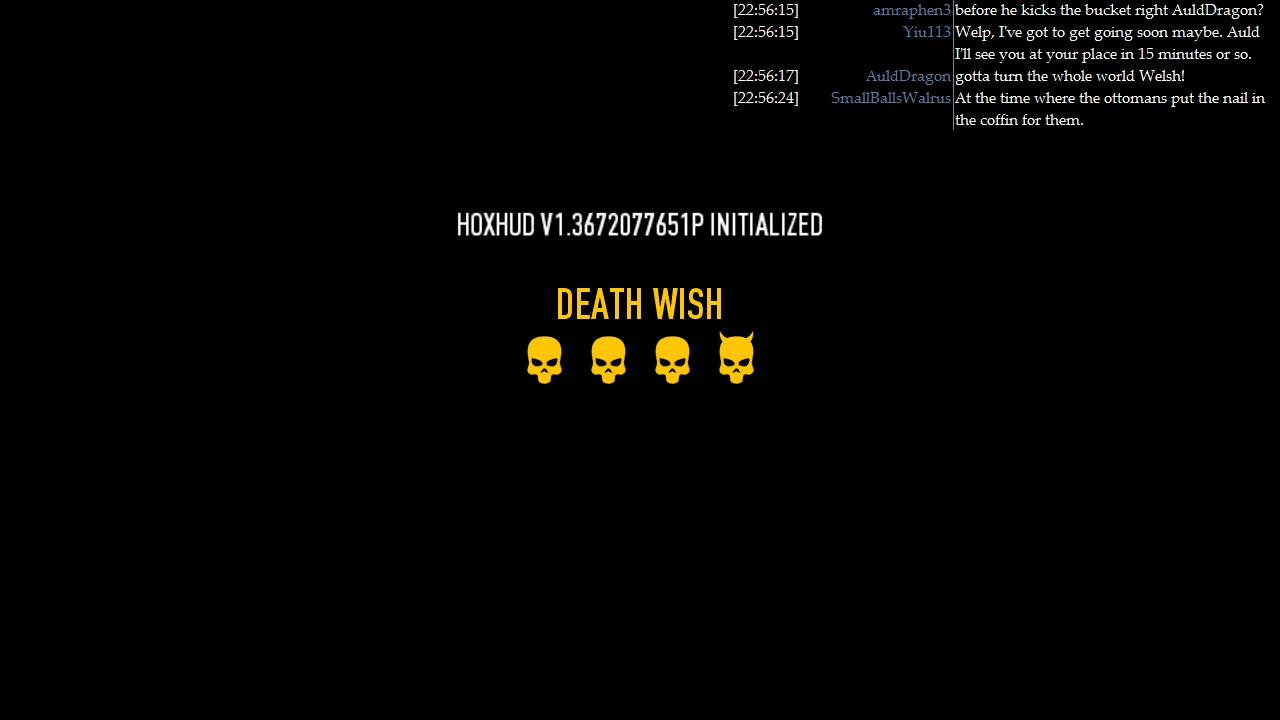 [22:56:15] amraphen3 before he kicks the bucket right AuldDragon?
[22:56:15] Yiu113 Welp, I've got to get going soon maybe. Auld
I'll see you at your place in 15 minutes or so.
[22:56:17] AuldDragon gotta turn the whole world Welsh!
[22:56:24] SmallBallsWalrus At the time where the ottomans put the nail in
the coffin for them.
HOXHUD V1.3672077651P INITIALIZED
DEATH WISH